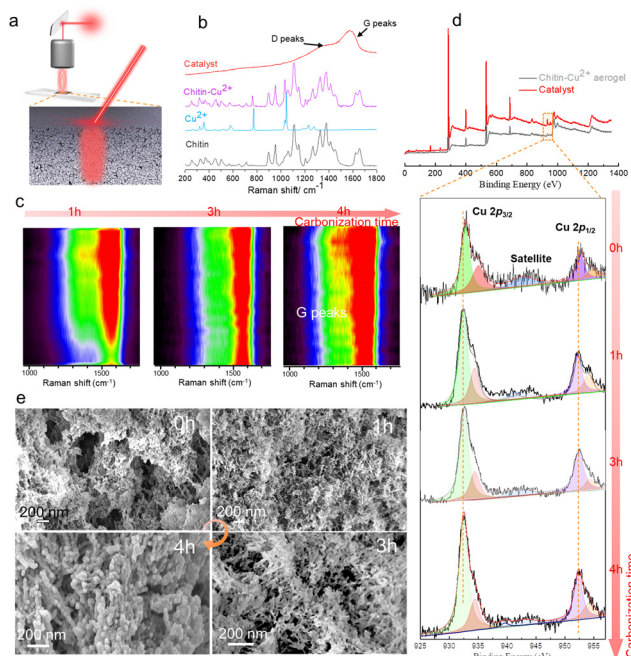 a
b
D peaks
G peaks
Catalyst
Chitin-Cu2+
Cu2+
Chitin
200 400 600 800 1000 1200 1400 1600 1800
Raman shift/ cm-1
c
1h
3h
4h
Carbonization time
G peaks
1000 1500
Raman shift (cm-1)
1000 1500
Raman shift (cm-1)
1000 1500
Raman shift (cm-1)
d
Chitin-Cu2+ aerogel
Catalyst
0 200 400 600 800 1000 1200 1400
Binding Energy (eV)
Cu 2p3/2
Cu 2p1/2
Satellite
0h
1h
3h
4h
Carbonization time
925 930 935 940 945 950 955
Binding Energy (eV)
e
0h
200 nm
1h
200 nm
4h
200 nm
3h
200 nm